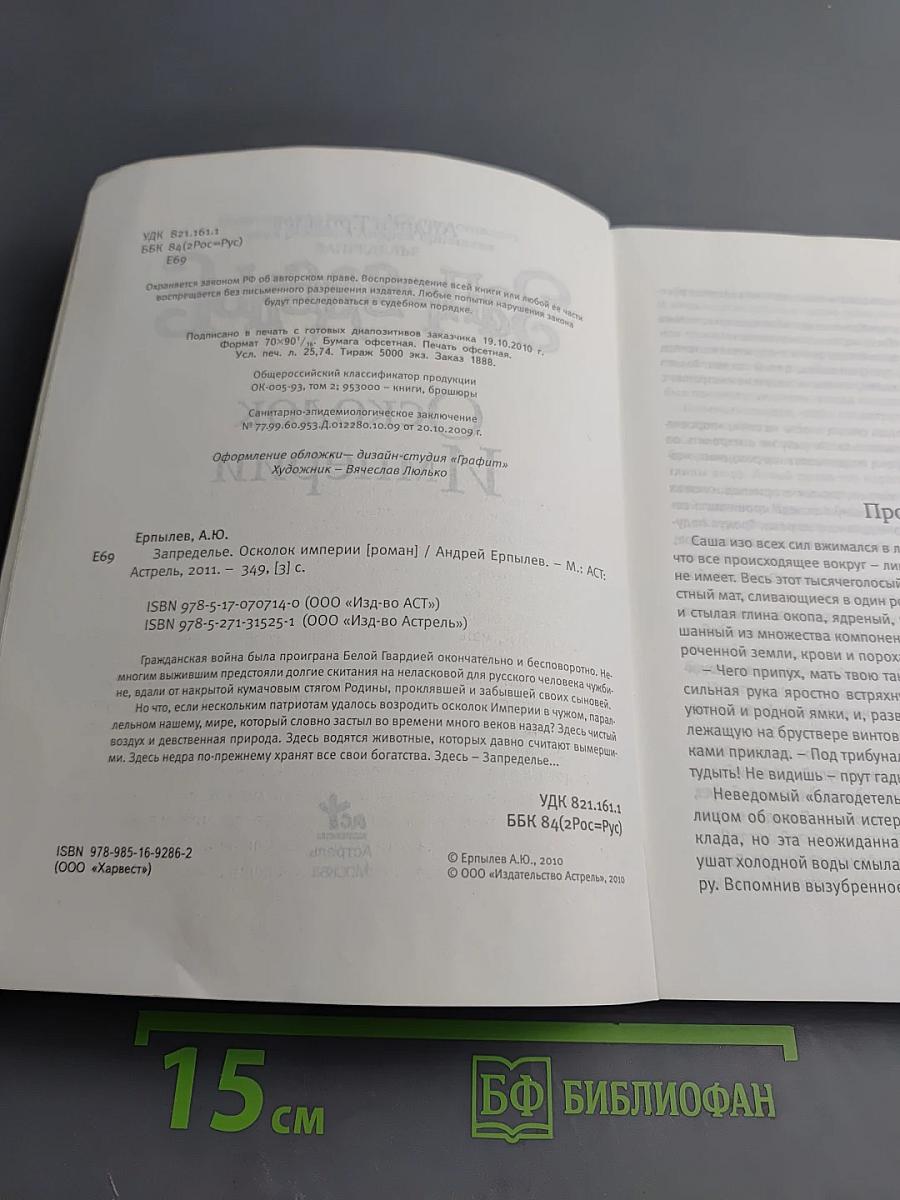 УДК 821.161.1
ББК 84(2Рос=Рус)
Е69
Охраняется законом РФ об авторском праве. Воспроизведение всей книги или любой ее части
воспрещается без письменного разрешения издателя. Любые попытки нарушения закона
будут преследоваться в судебном порядке.
Подписано в печать с готовых диапозитивов заказчика 19.10.2010 г.
Формат 70×90¹/₁₆. Бумага офсетная. Печать офсетная.
Усл. печ. л. 25,74. Тираж 5000 экз. Заказ 1888.
Общероссийский классификатор продукции
ОК-005-93, том 2; 953000 – книги, брошюры
Санитарно-эпидемиологическое заключение
№ 77.99.60.953.Д.012280.10.09 от 20.10.2009 г.
Оформление обложки— дизайн-студия «Графит»
Художник – Вячеслав Люлько
Ерпылев, А.Ю.
Е69 Запределье. Осколок империи [роман] / Андрей Ерпылев. – М.: АСТ:
Астрель, 2011. – 349, [3] с.
ISBN 978-5-17-070714-0 (ООО «Изд-во АСТ»)
ISBN 978-5-271-31525-1 (ООО «Изд-во Астрель»)
Гражданская война была проиграна Белой Гвардией окончательно и бесповоротно. Не-
многим выжившим предстояли долгие скитания на неласковой для русского человека чужби-
не, вдали от накрытой кумачовым стягом Родины, проклявшей и забывшей своих сыновей.
Но что, если нескольким патриотам удалось возродить осколок Империи в чужом, парал-
лельном нашему, мире, который словно застыл во времени много веков назад? Здесь чистый
воздух и девственная природа. Здесь водятся животные, которых давно считают вымерши-
ми. Здесь недра по-прежнему хранят все свои богатства. Здесь – Запределье...
УДК 821.161.1
ББК 84(2Рос=Рус)
ISBN 978-985-16-9286-2
(ООО «Харвест»)
© Ерпылев А.Ю., 2010
© ООО «Издательство Астрель», 2010
Про
Саша изо всех сил вжимался в л
что все происходящее вокруг – ли
не имеет. Весь этот тысячеголосый
стный мат, сливающиеся в один ре
и стылая глина окопа, ядреный,
шанный из множества компонен
роченной земли, крови и порох
– Чего припух, мать твою та
сильная рука яростно встряхну
уютной и родной ямки, и, разв
лежащую на бруствере винтов
ками приклад. – Под трибунал
тудыть! Не видишь – прут гады
Неведомый «благодетель
лицом об окованный истер
клада, но эта неожиданна
ушат холодной воды смыла
ру. Вспомнив вызубренное
15 см
БФ БИБЛИОФАН